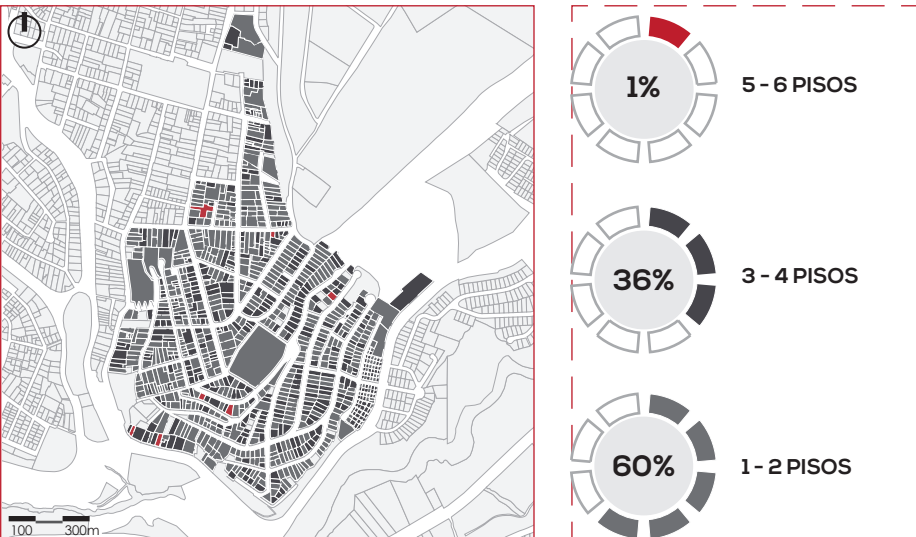 1%
5 - 6 PISOS
36%
3 - 4 PISOS
60%
1 - 2 PISOS
100 300m